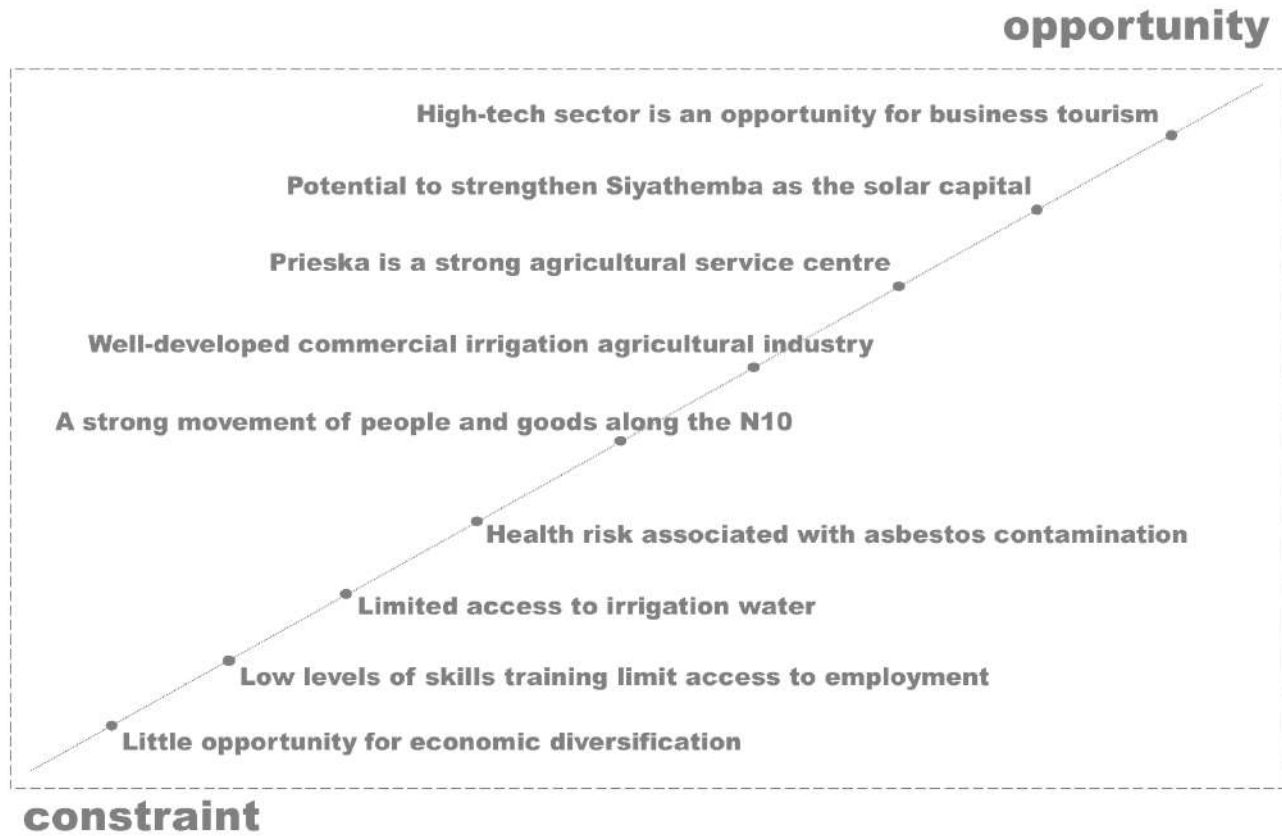 opportunity
High-tech sector is an opportunity for business tourism
Potential to strengthen Siyathemba as the solar capital
Prieska is a strong agricultural service centre
Well-developed commercial irrigation agricultural industry
A strong movement of people and goods along the N10
Health risk associated with asbestos contamination
Limited access to irrigation water
Low levels of skills training limit access to employment
Little opportunity for economic diversification
constraint